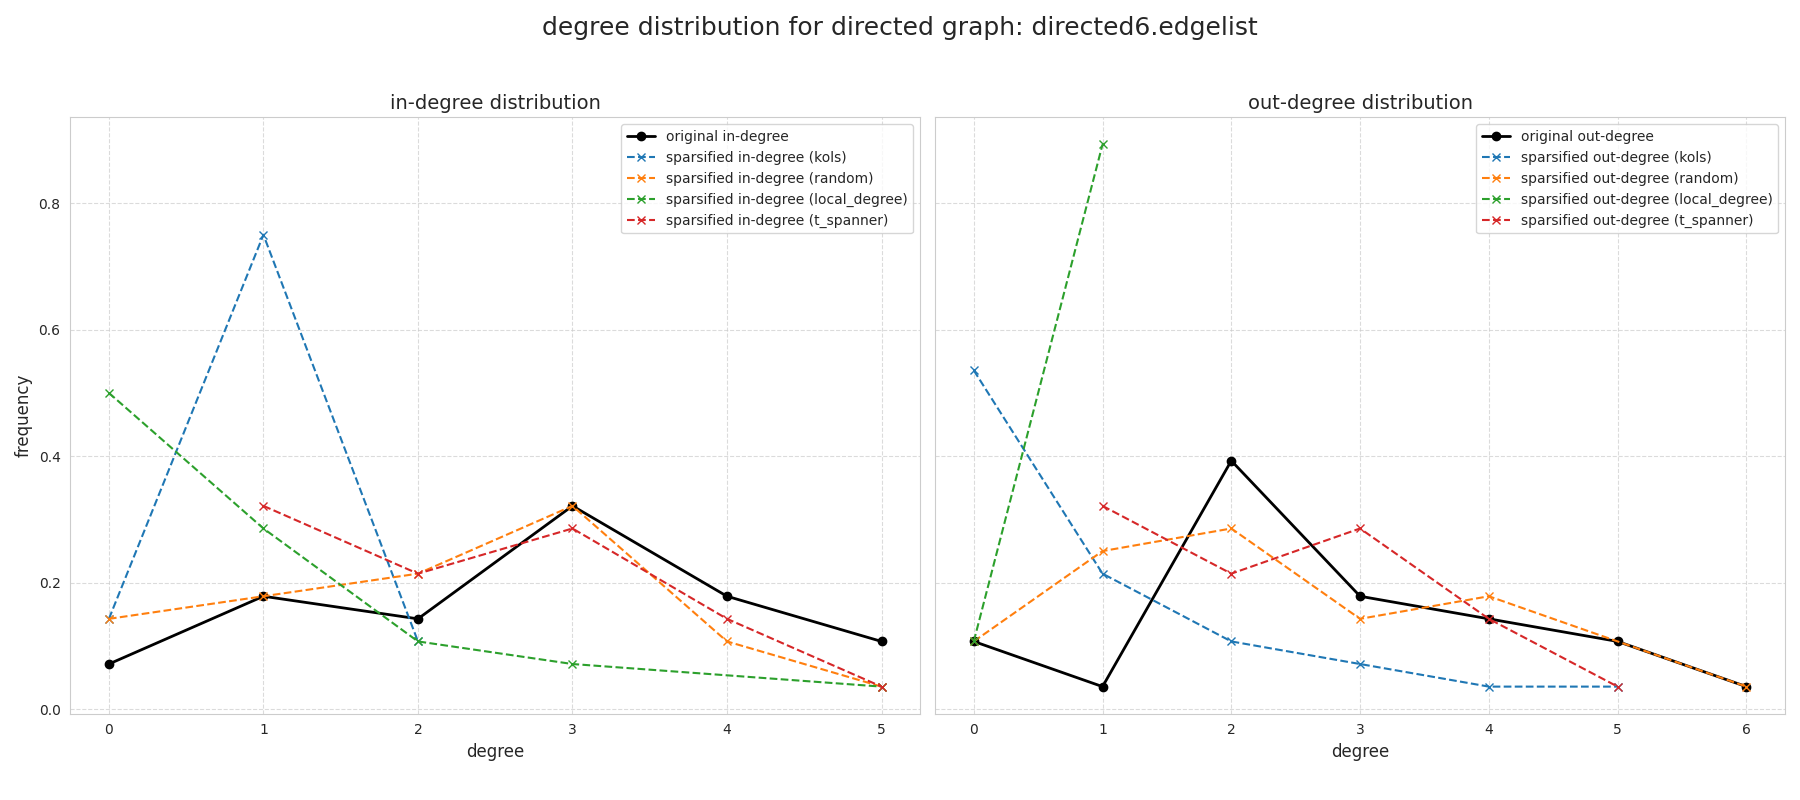 degree distribution for directed graph: directed6.edgelist
in-degree distribution
original in-degree
sparsified in-degree (kols)
sparsified in-degree (random)
sparsified in-degree (local_degree)
sparsified in-degree (t_spanner)
frequency
0.8
0.6
0.4
0.2
0.0
0 1 2 3 4 5
degree
out-degree distribution
original out-degree
sparsified out-degree (kols)
sparsified out-degree (random)
sparsified out-degree (local_degree)
sparsified out-degree (t_spanner)
0 1 2 3 4 5 6
degree